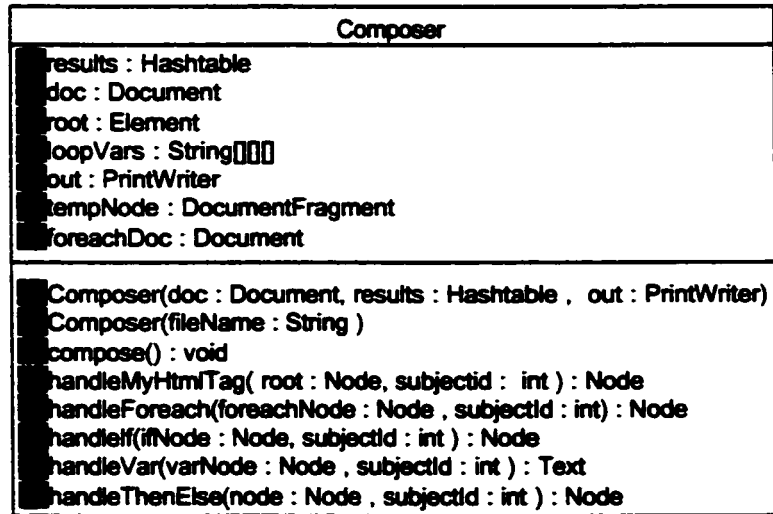 Composer
results : Hashtable
doc : Document
root : Element
loopVars : String[][][]
out : PrintWriter
tempNode : DocumentFragment
foreachDoc : Document
Composer(doc : Document, results : Hashtable , out : PrintWriter)
Composer(fileName : String )
compose() : void
handleMyHtmlTag( root : Node, subjectid : int ) : Node
handleForeach(foreachNode : Node , subjectId : int) : Node
handleIf(ifNode : Node, subjectId : int ) : Node
handleVar(varNode : Node , subjectId : int ) : Text
handleThenElse(node : Node , subjectId : int ) : Node